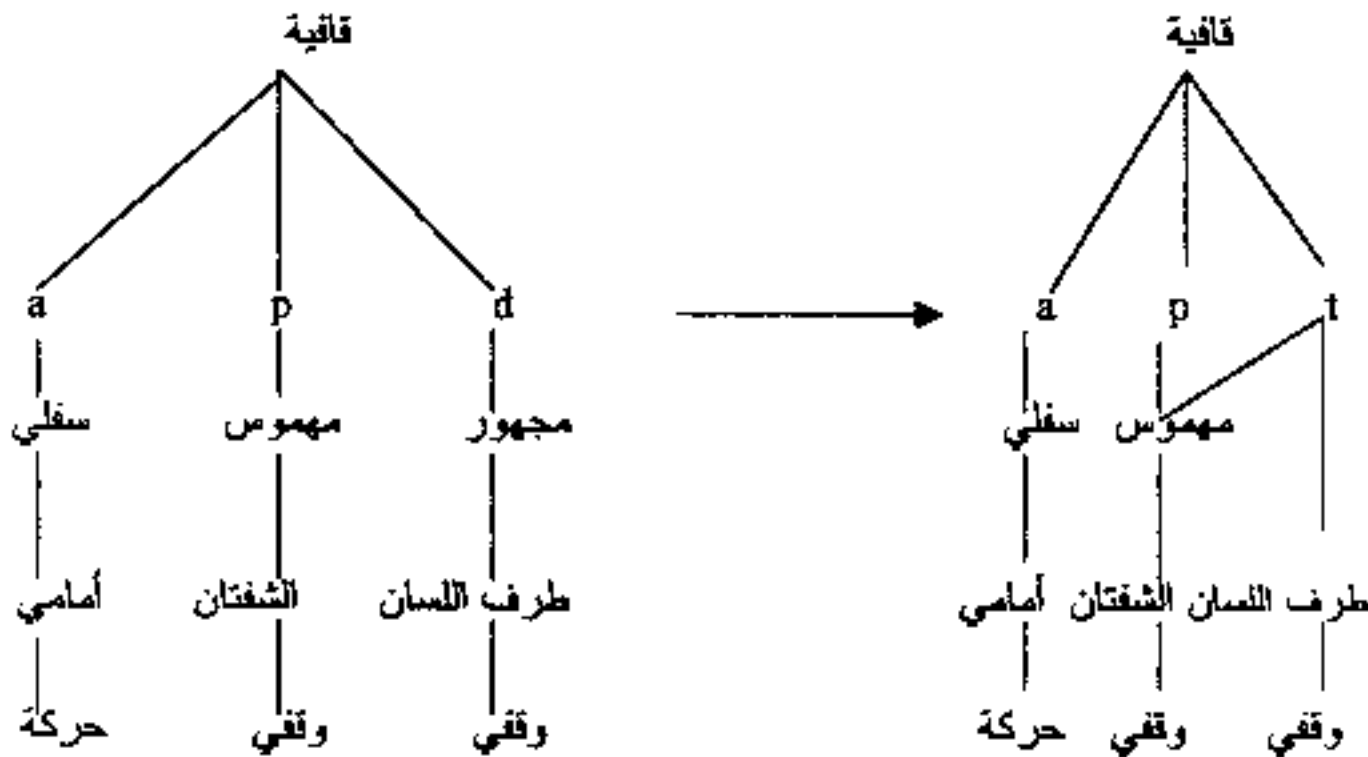 قافية قافية
a p d a p t
سفلي مهموس مجهور سفلي مهموس
أمامي الشفتان طرف اللسان أمامي الشفتان طرف اللسان
حركة وقفي وقفي حركة وقفي وقفي